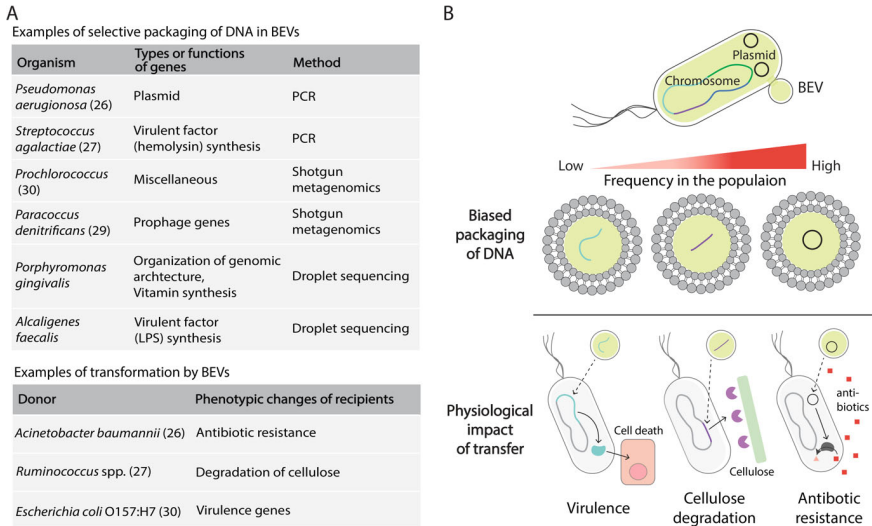 A
Examples of selective packaging of DNA in BEVs
Organism
Types or functions
of genes
Method
Pseudomonas
aerugionosa (26)
Plasmid
PCR
Streptococcus
agalactiae (27)
Virulent factor
(hemolysin) synthesis
PCR
Prochlorococcus
(30)
Miscellaneous
Shotgun
metagenomics
Paracoccus
denitrificans (29)
Prophage genes
Shotgun
metagenomics
Porphyromonas
gingivalis
Organization of genomic
archtecture,
Vitamin synthesis
Droplet sequencing
Alcaligenes
faecalis
Virulent factor
(LPS) synthesis
Droplet sequencing
Examples of transformation by BEVs
Donor
Phenotypic changes of recipients
Acinetobacter baumannii (26)
Antibiotic resistance
Ruminococcus spp. (27)
Degradation of cellulose
Escherichia coli O157:H7 (30)
Virulence genes
B
Plasmid
Chromosome
BEV
Low
High
Frequency in the populaion
Biased
packaging
of DNA
Physiological
impact
of transfer
Cell death
Cellulose
anti-
biotics
Virulence
Cellulose
degradation
Antibotic
resistance